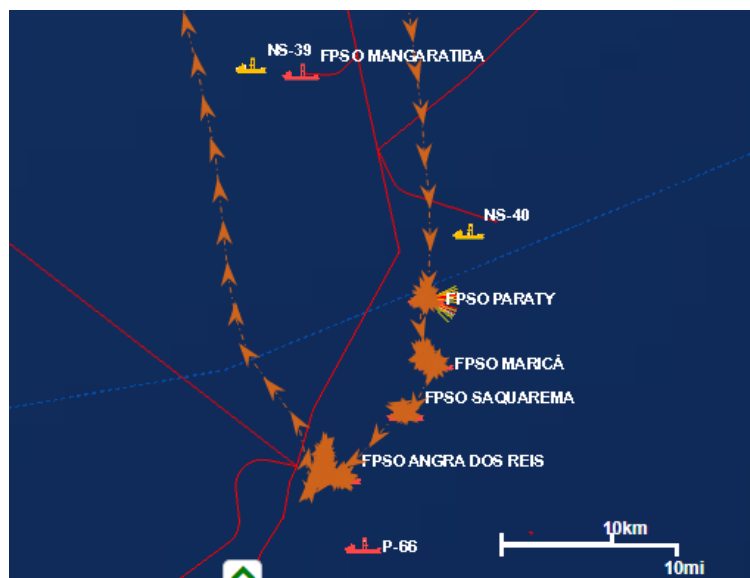 NS-39
FPSO MANGARATIBA
NS-40
FPSO PARATY
FPSO MARICÁ
FPSO SAQUAREMA
FPSO ANGRA DOS REIS
P-66
10km
10mi